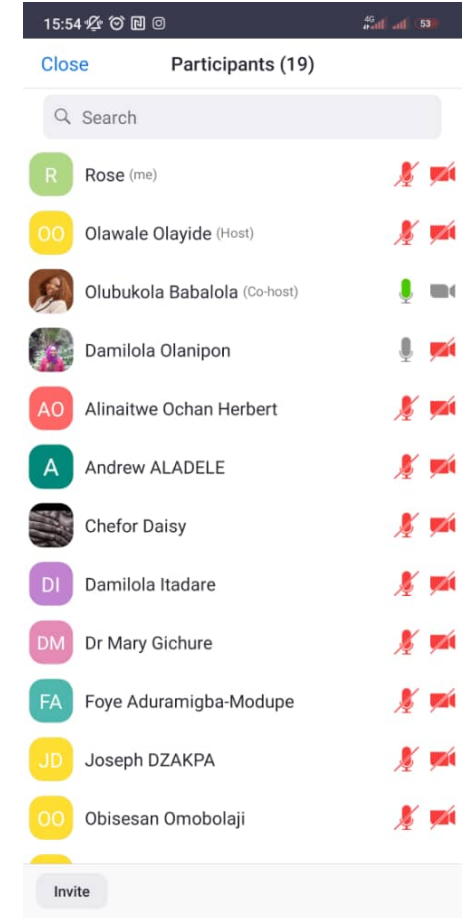 15:54 4G 53
Close Participants (19)
Search
R Rose (me)
OO Olawale Olayide (Host)
Olubukola Babalola (Co-host)
Damilola Olanipon
AO Alinaitwe Ochan Herbert
A Andrew ALADELE
Chefor Daisy
DI Damilola Itadare
DM Dr Mary Gichure
FA Foye Aduramigba-Modupe
JD Joseph DZAKPA
OO Obisesan Omobolaji
Invite